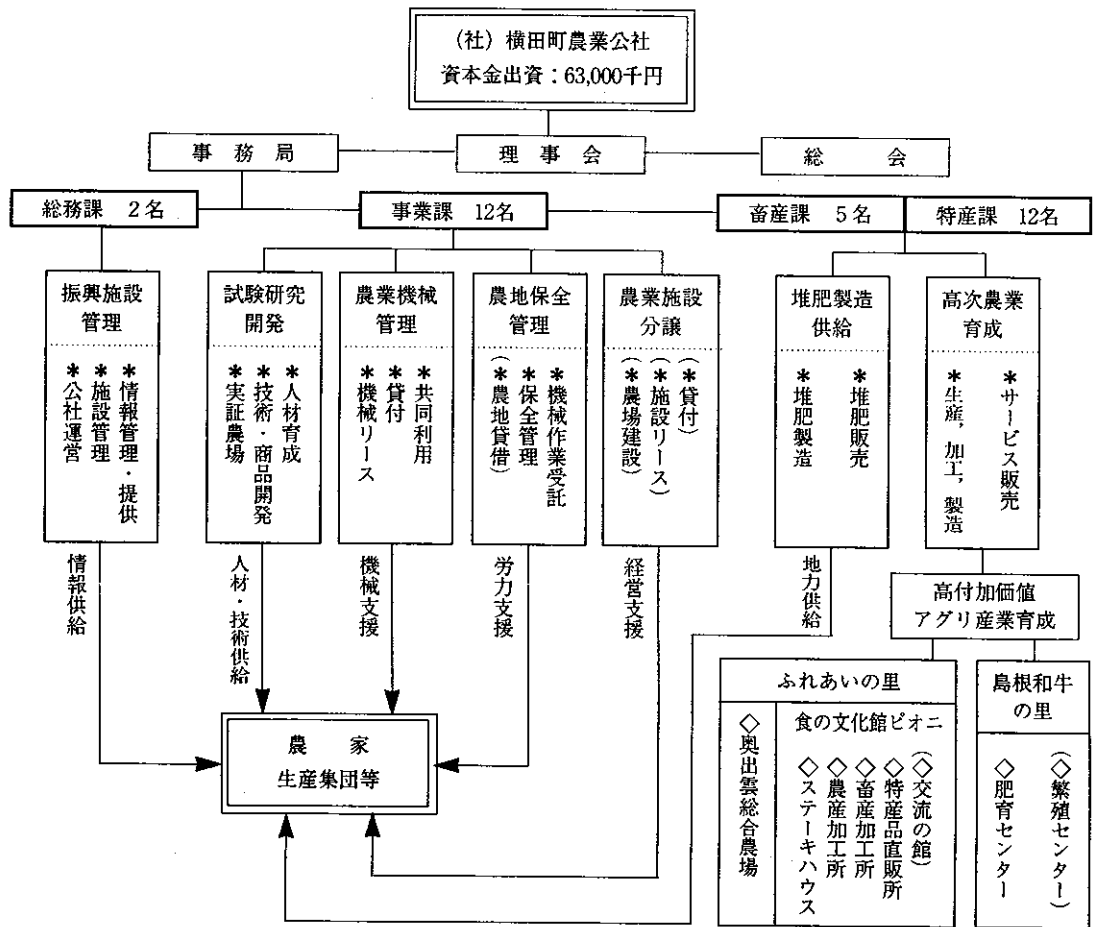 （社）横田町農業公社
資本金出資：63,000千円
事務局
理事会
総会
総務課 2名
事業課 12名
畜産課 5名
特産課 12名
振興施設
管理
＊情報管理・提供
＊施設管理
＊公社運営
試験研究
開発
＊人材育成
＊技術・商品開発
＊実証農場
農業機械
管理
＊共同利用
＊貸付
＊機械リース
農地保全
管理
＊機械作業受託
＊保全管理
（＊農地貸借）
農業施設
分譲
（＊貸付）
（＊施設リース）
（＊農場建設）
堆肥製造
供給
＊堆肥販売
＊堆肥製造
高次農業
育成
＊サービス販売
＊生産，加工，製造
情報供給
人材・技術供給
機械支援
労力支援
経営支援
地力供給
高付加価値
アグリ産業育成
農家
生産集団等
ふれあいの里
◇奥出雲総合農場
食の文化館ピオニ
（◇交流の館）
◇特産品直販所
◇畜産加工所
◇農産加工所
◇ステーキハウス
島根和牛
の里
（◇繁殖センター）
◇肥育センター